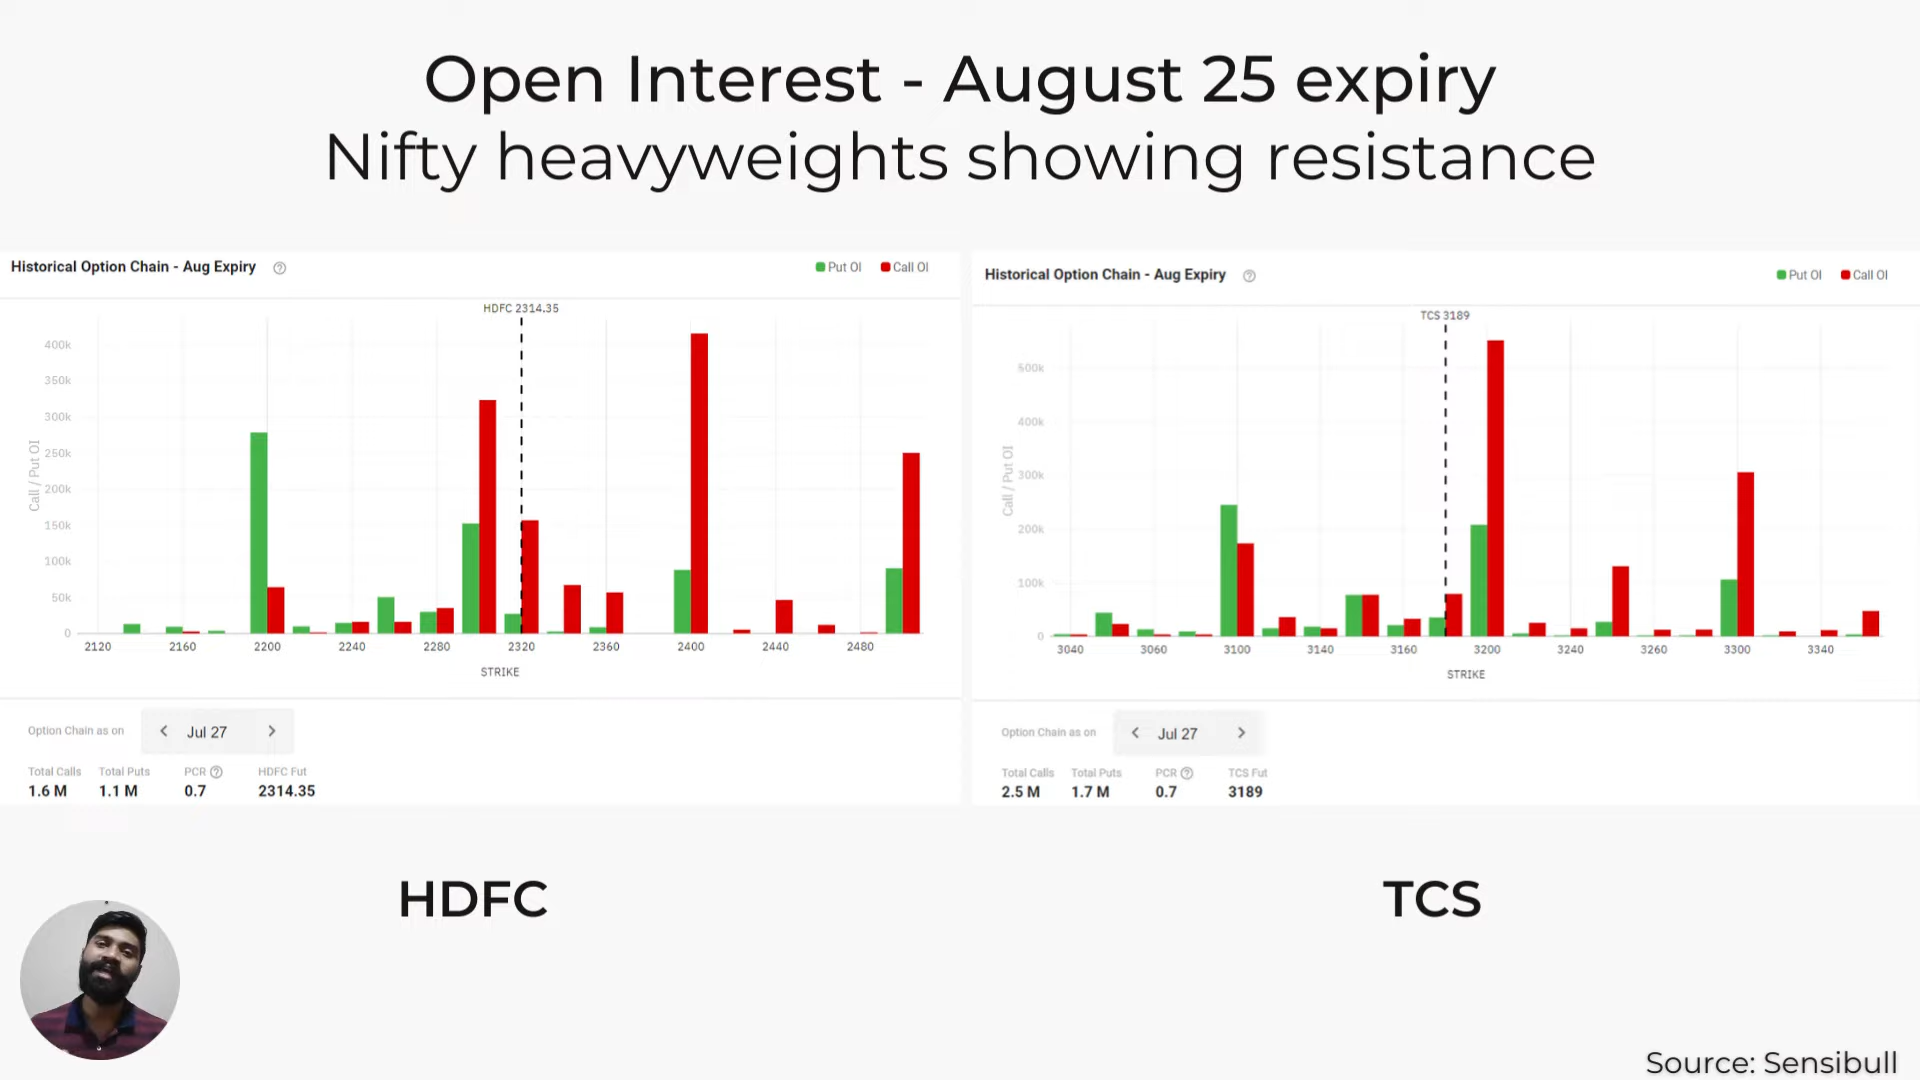 Open Interest - August 25 expiry
Nifty heavyweights showing resistance
Historical Option Chain - Aug Expiry
Put OI Call OI
HDFC 2314.35
400k
350k
300k
250k
200k
150k
100k
50k
0
Call / Put OI
2120 2160 2200 2240 2280 2320 2360 2400 2440 2480
STRIKE
Option Chain as on Jul 27
Total Calls Total Puts PCR HDFC Fut
1.6 M 1.1 M 0.7 2314.35
Historical Option Chain - Aug Expiry
Put OI Call OI
TCS 3189
500k
400k
300k
200k
100k
0
Call / Put OI
3040 3060 3100 3140 3160 3200 3240 3260 3300 3340
STRIKE
Option Chain as on Jul 27
Total Calls Total Puts PCR TCS Fut
2.5 M 1.7 M 0.7 3189
HDFC
TCS
Source: Sensibull